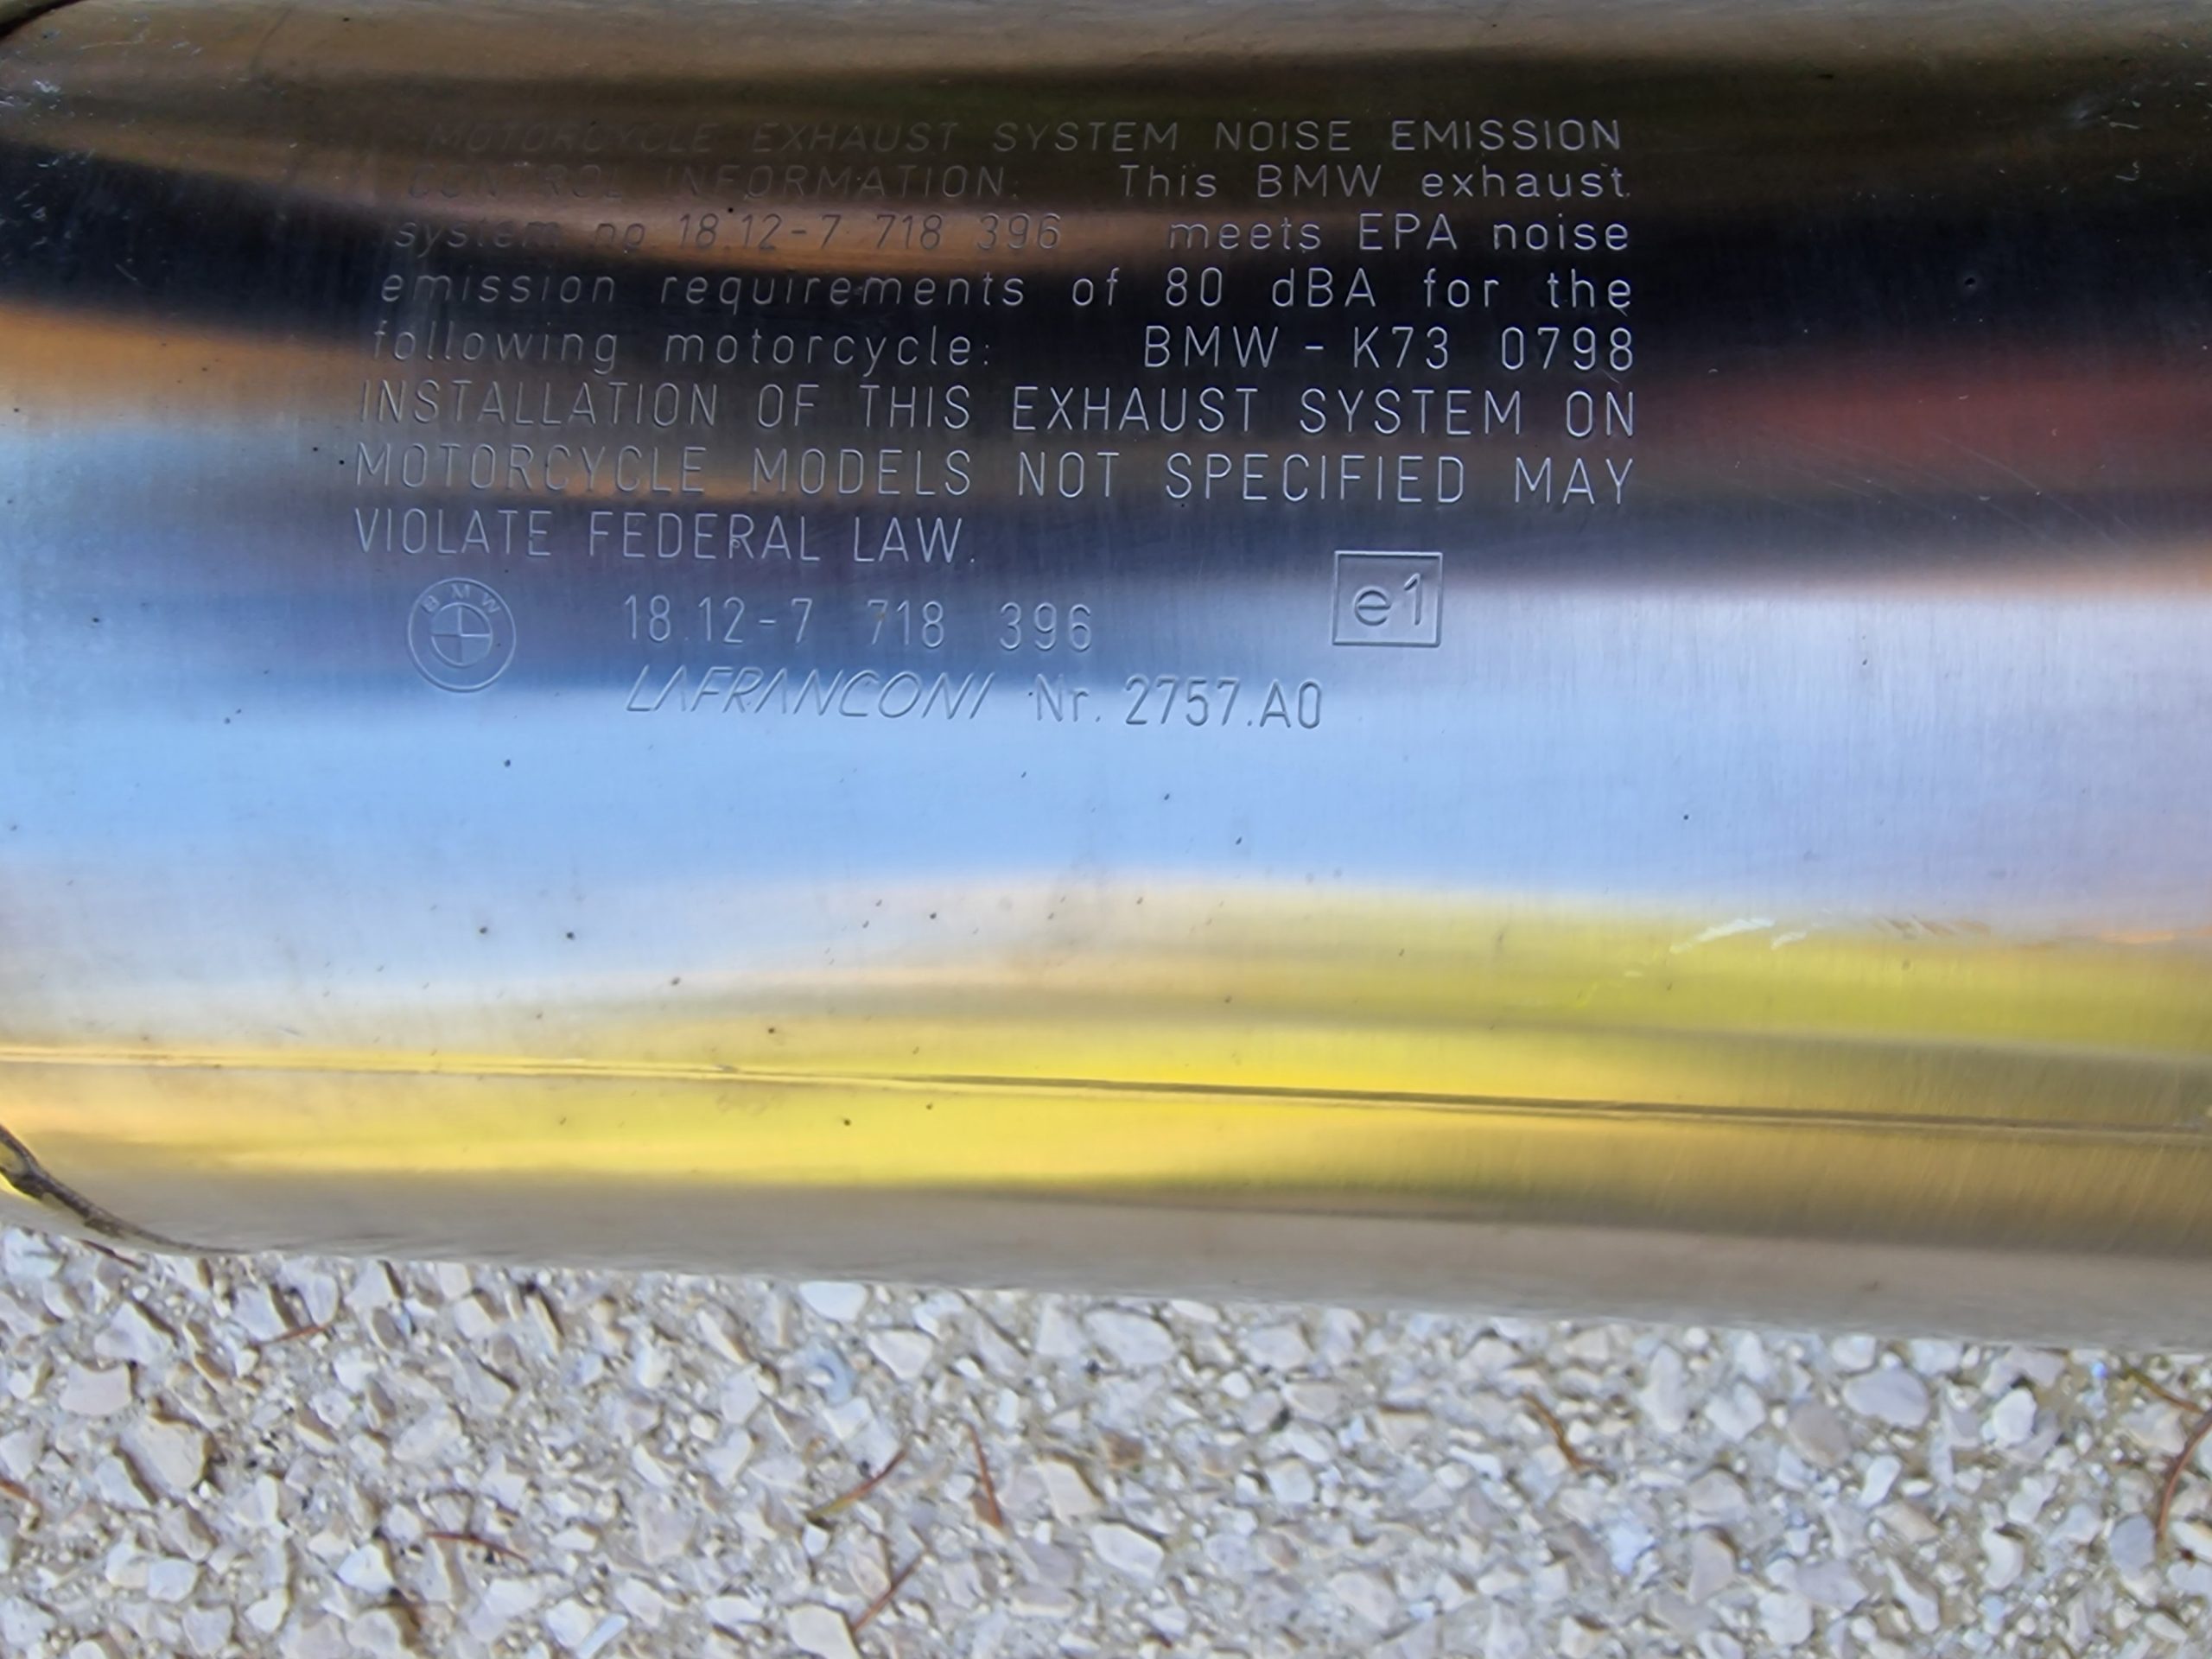 MOTORCYCLE EXHAUST SYSTEM NOISE EMISSION
CONTROL INFORMATION. This BMW exhaust
system no 18.12-7 718 396 meets EPA noise
emission requirements of 80 dBA for the
following motorcycle: BMW - K73 0798
INSTALLATION OF THIS EXHAUST SYSTEM ON
MOTORCYCLE MODELS NOT SPECIFIED MAY
VIOLATE FEDERAL LAW.
BMW 18.12-7 718 396 e1
LAFRANCONI Nr. 2757.A0